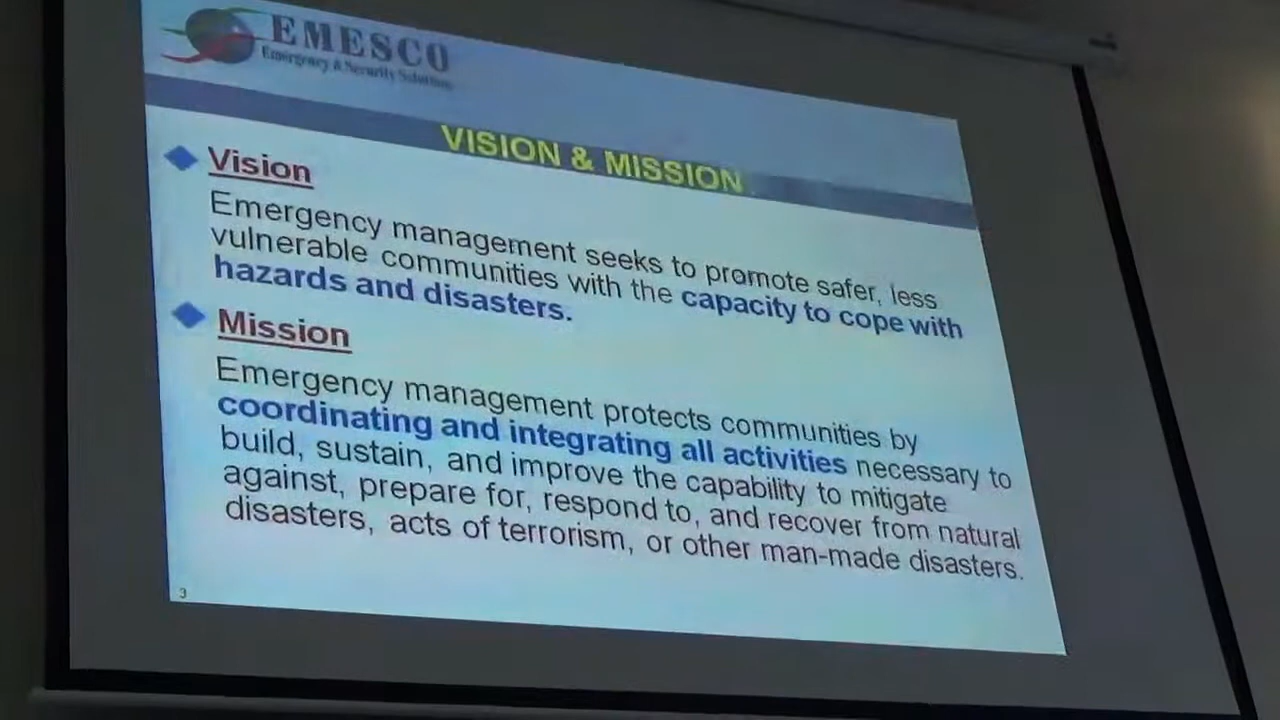 EMESCO
Emergency & Security Solutions
VISION & MISSION
Vision
Emergency management seeks to promote safer, less
vulnerable communities with the capacity to cope with
hazards and disasters.
Mission
Emergency management protects communities by
coordinating and integrating all activities necessary to
build, sustain, and improve the capability to mitigate
against, prepare for, respond to, and recover from natural
disasters, acts of terrorism, or other man-made disasters.
3